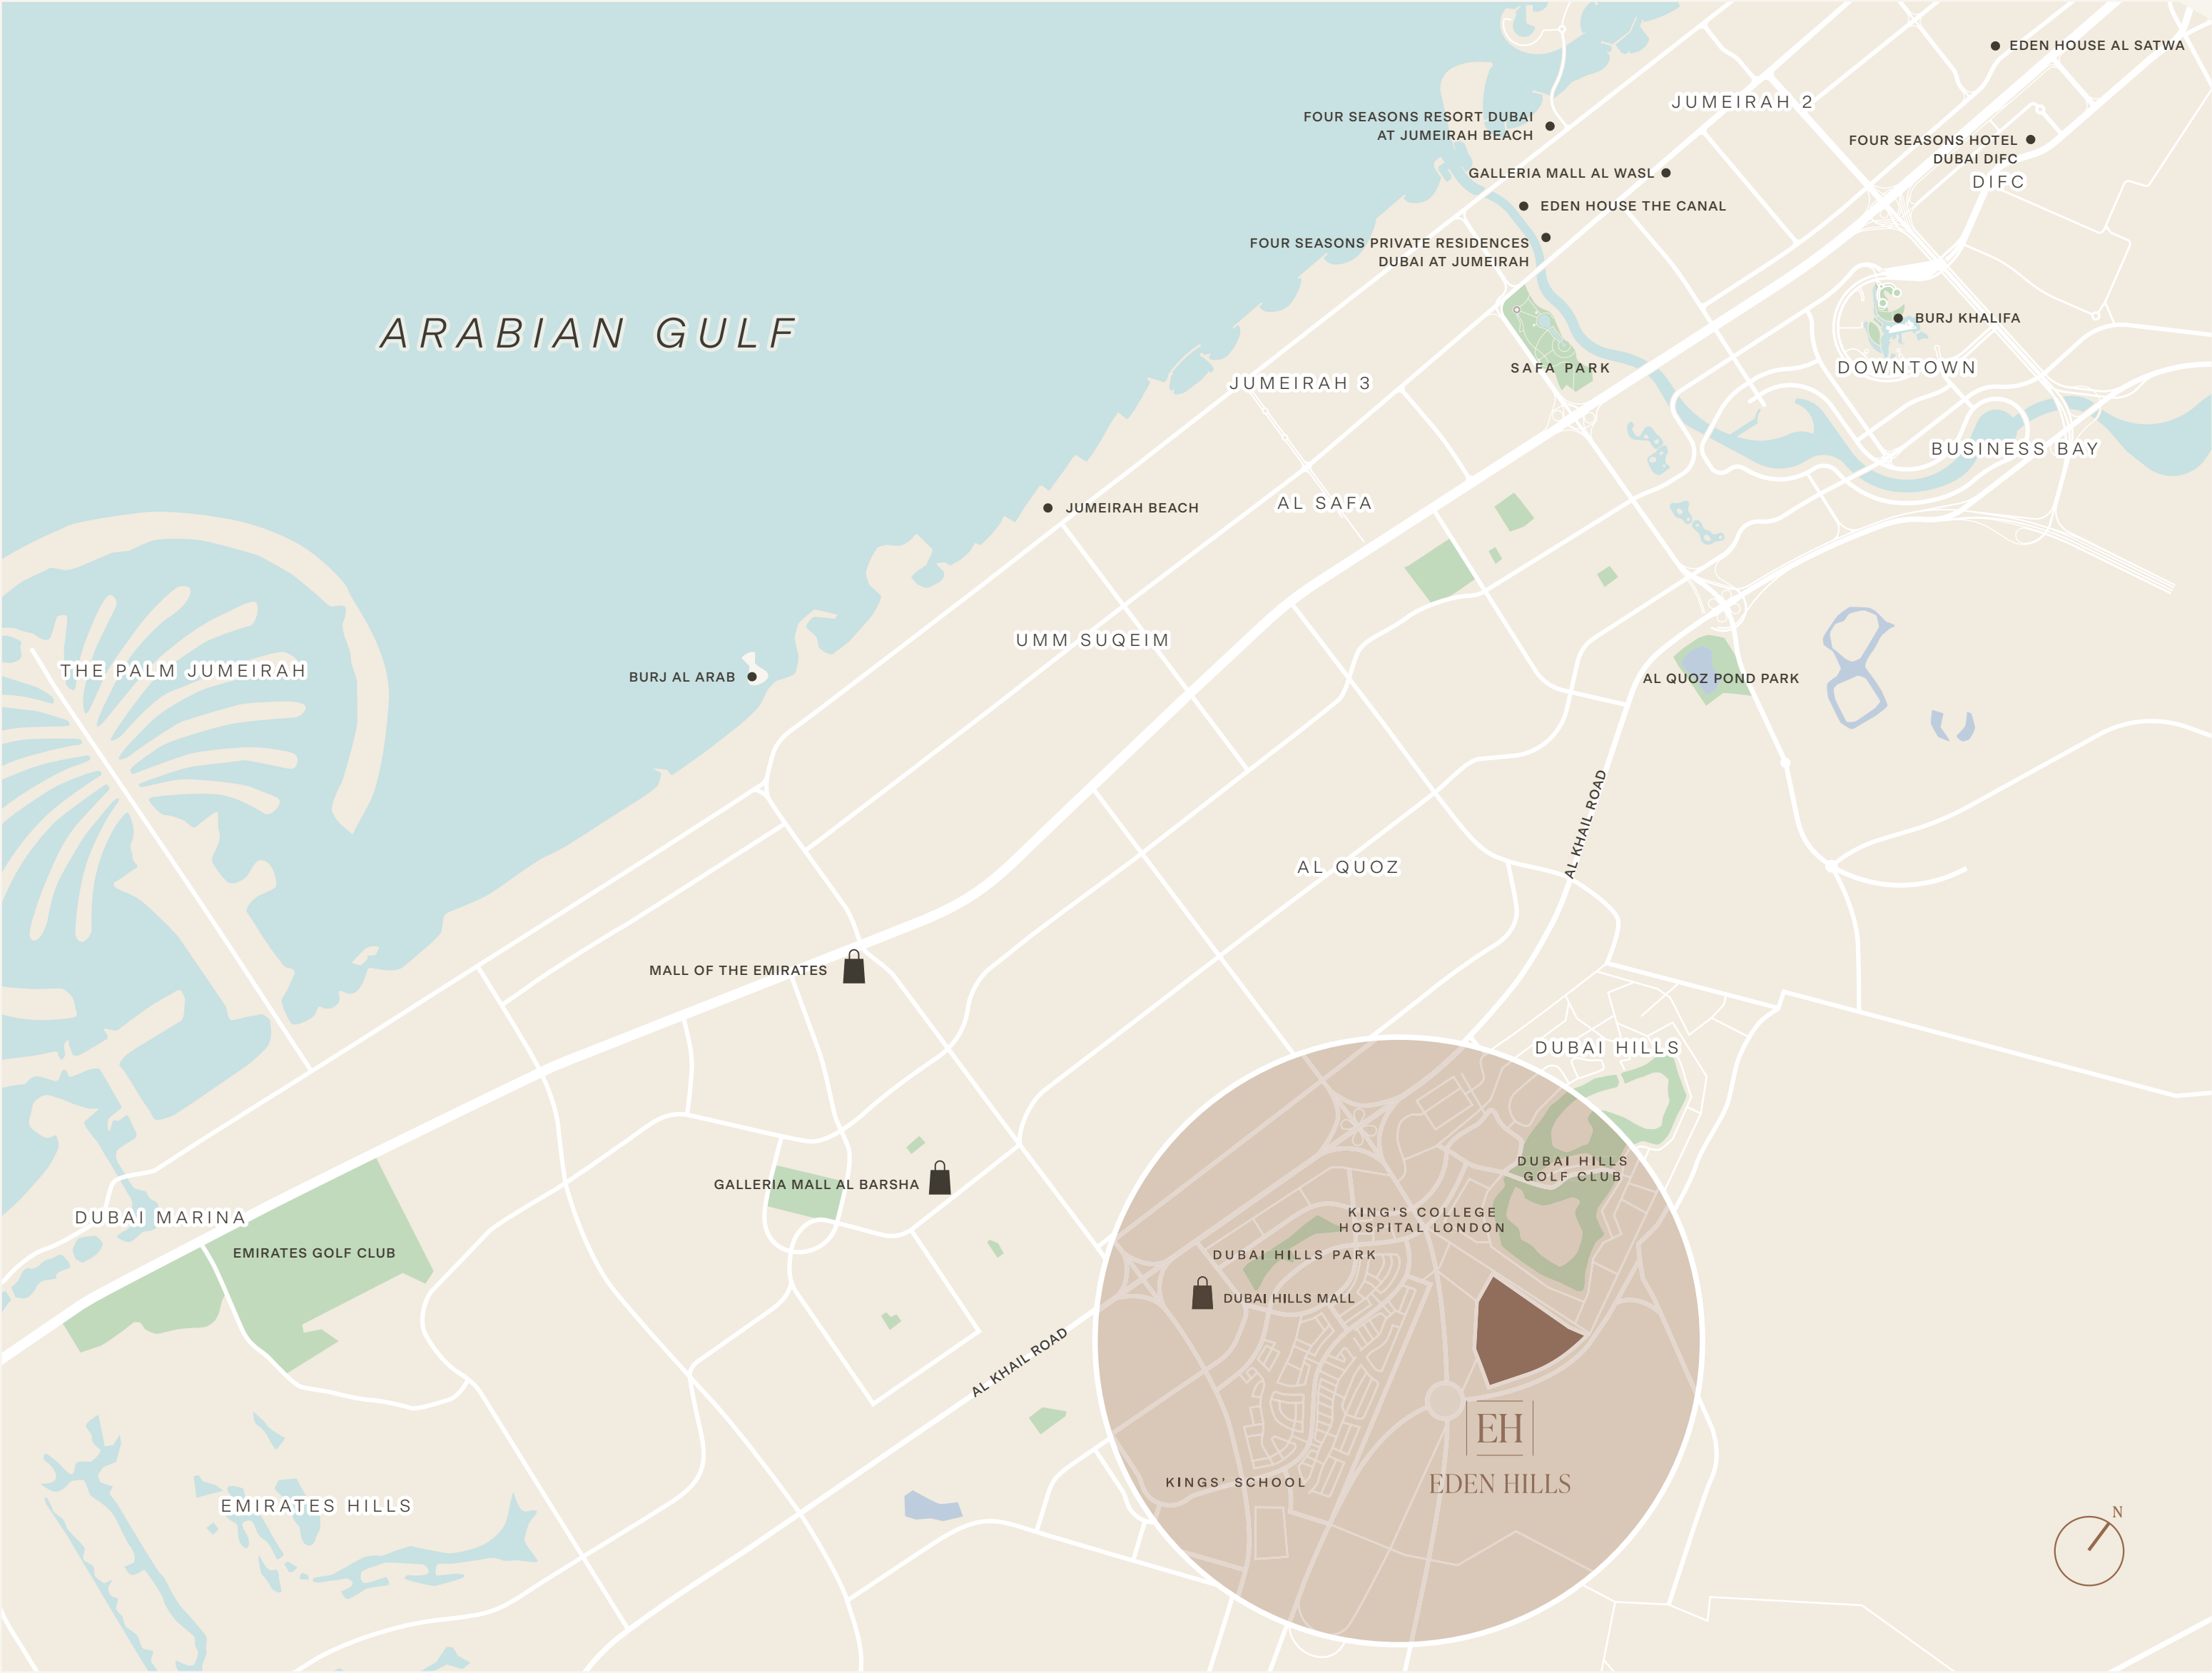 EDEN HOUSE AL SATWA
JUMEIRAH 2
FOUR SEASONS RESORT DUBAI
AT JUMEIRAH BEACH
FOUR SEASONS HOTEL
DUBAI DIFC
GALLERIA MALL AL WASL
DIFC
EDEN HOUSE THE CANAL
FOUR SEASONS PRIVATE RESIDENCES
DUBAI AT JUMEIRAH
ARABIAN GULF
BURJ KHALIFA
SAFA PARK
DOWNTOWN
JUMEIRAH 3
BUSINESS BAY
AL SAFA
JUMEIRAH BEACH
UMM SUQEIM
THE PALM JUMEIRAH
BURJ AL ARAB
AL QUOZ POND PARK
AL KHAIL ROAD
AL QUOZ
MALL OF THE EMIRATES
DUBAI HILLS
DUBAI HILLS
GOLF CLUB
GALLERIA MALL AL BARSHA
DUBAI MARINA
KING'S COLLEGE
HOSPITAL LONDON
EMIRATES GOLF CLUB
DUBAI HILLS PARK
DUBAI HILLS MALL
AL KHAIL ROAD
EH
EDEN HILLS
KINGS' SCHOOL
EMIRATES HILLS
N